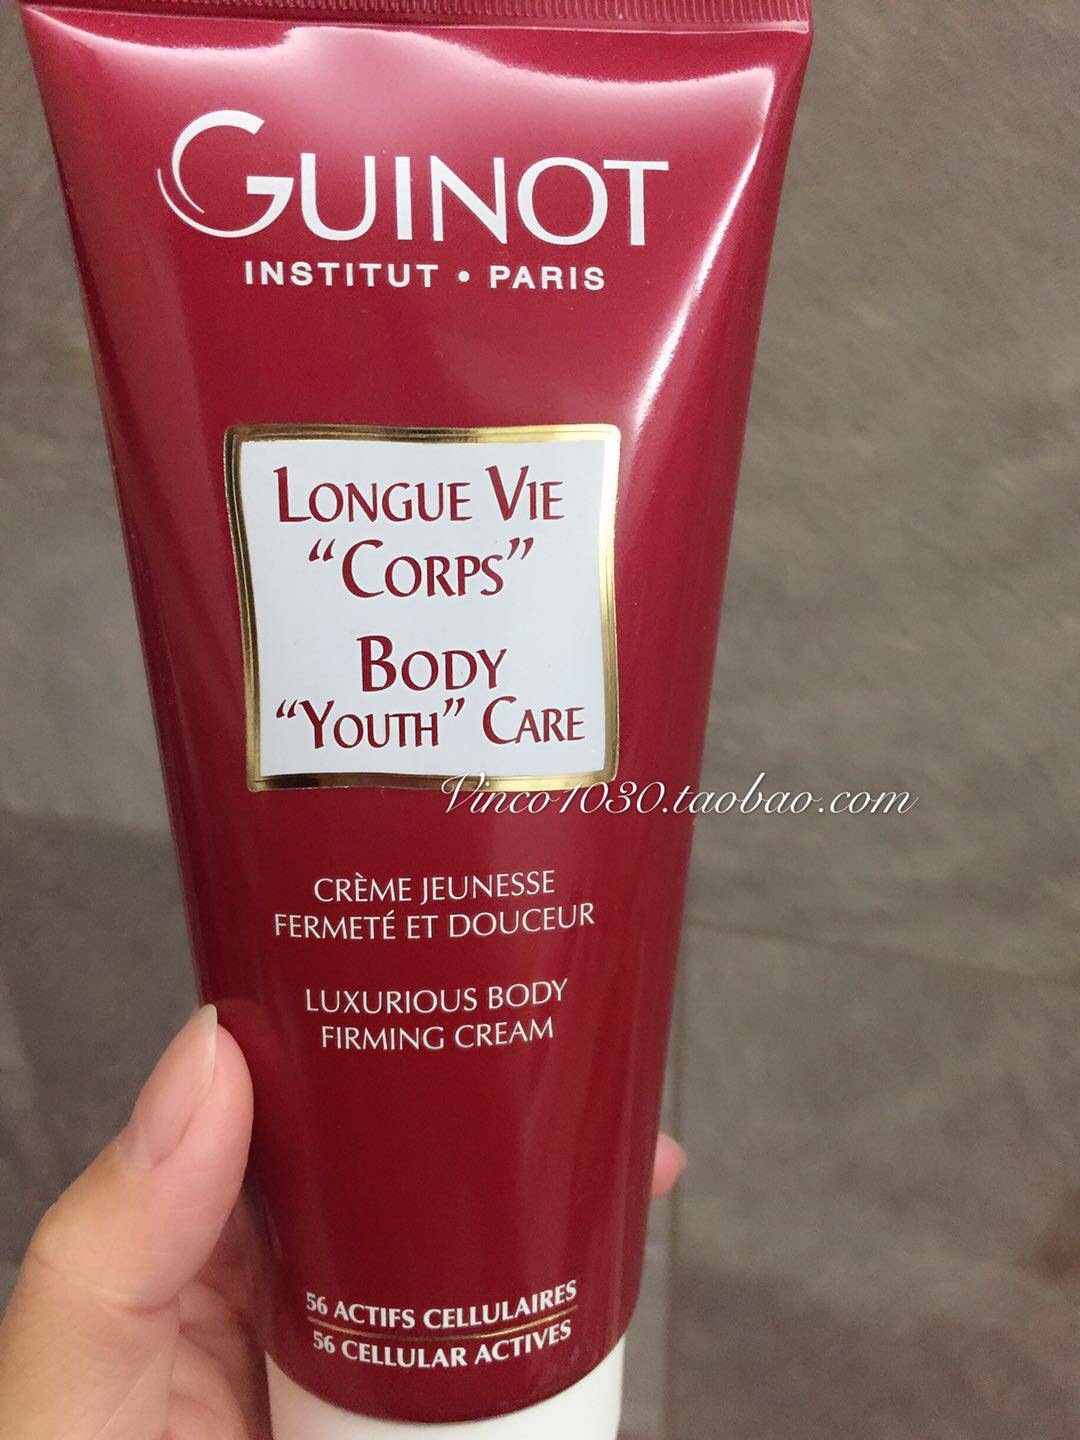 GUINOT
INSTITUT • PARIS
LONGUE VIE
“CORPS”
BODY
“YOUTH” CARE
Vinco1030.taobao.com
CRÈME JEUNESSE
FERMETÉ ET DOUCEUR
LUXURIOUS BODY
FIRMING CREAM
56 ACTIFS CELLULAIRES
56 CELLULAR ACTIVES